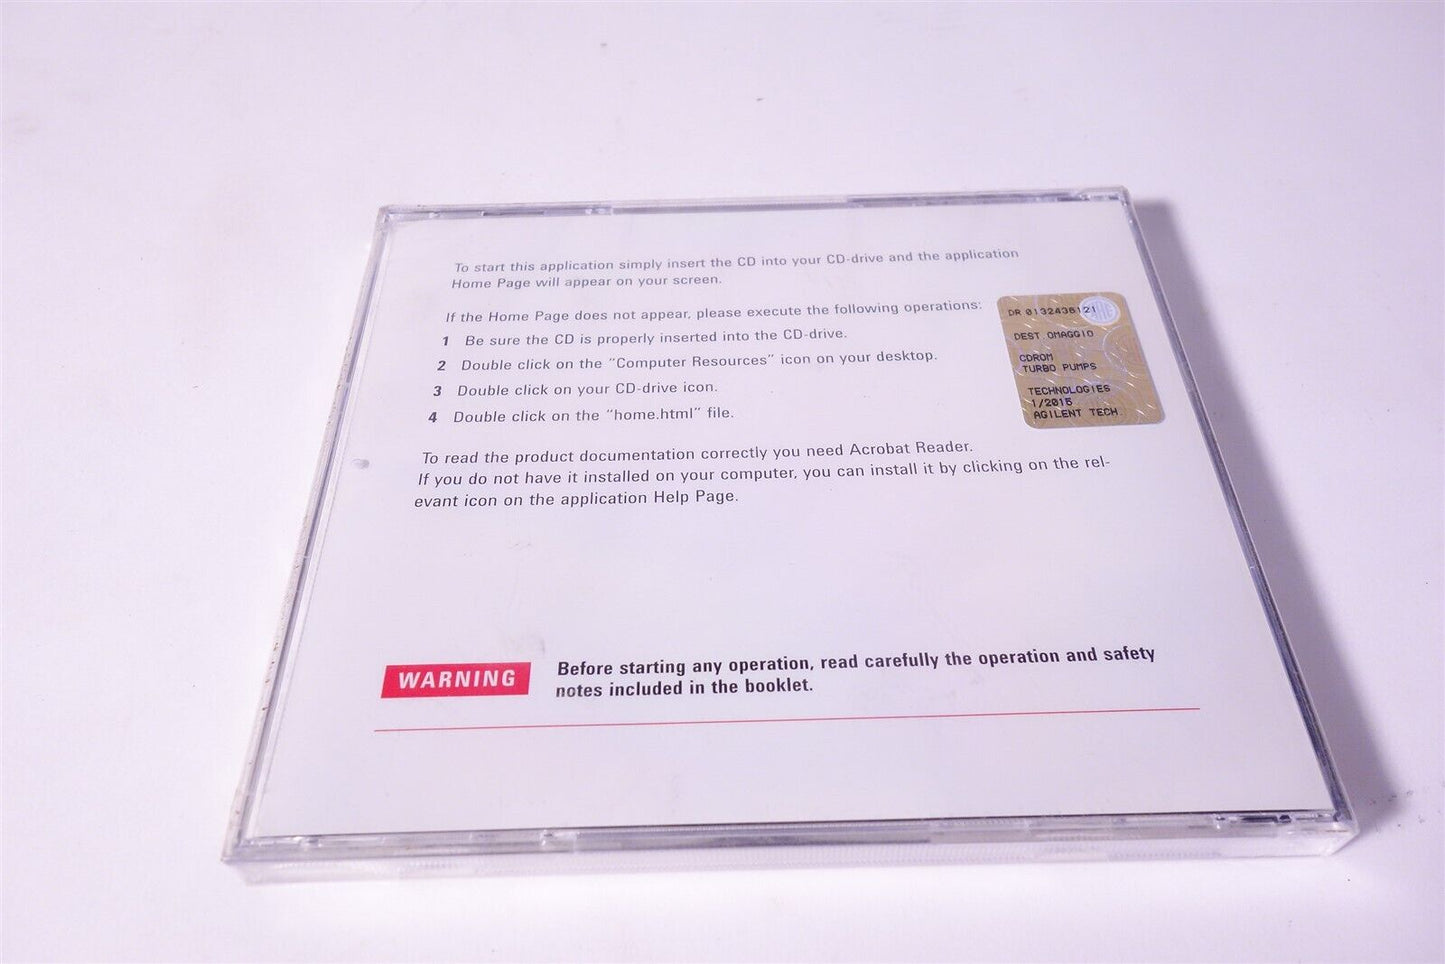 To start this application simply insert the CD into your CD-drive and the application
Home Page will appear on your screen.
If the Home Page does not appear, please execute the following operations:
1 Be sure the CD is properly inserted into the CD-drive.
2 Double click on the "Computer Resources" icon on your desktop.
3 Double click on your CD-drive icon.
4 Double click on the "home.html" file.
To read the product documentation correctly you need Acrobat Reader.
If you do not have it installed on your computer, you can install it by clicking on the rel-
evant icon on the application Help Page.
DR 0132436121
DEST OMAGGIO
CDROM
TURBO PUMPS
TECHNOLOGIES
1/2015
AGILENT TECH.
WARNING
Before starting any operation, read carefully the operation and safety
notes included in the booklet.